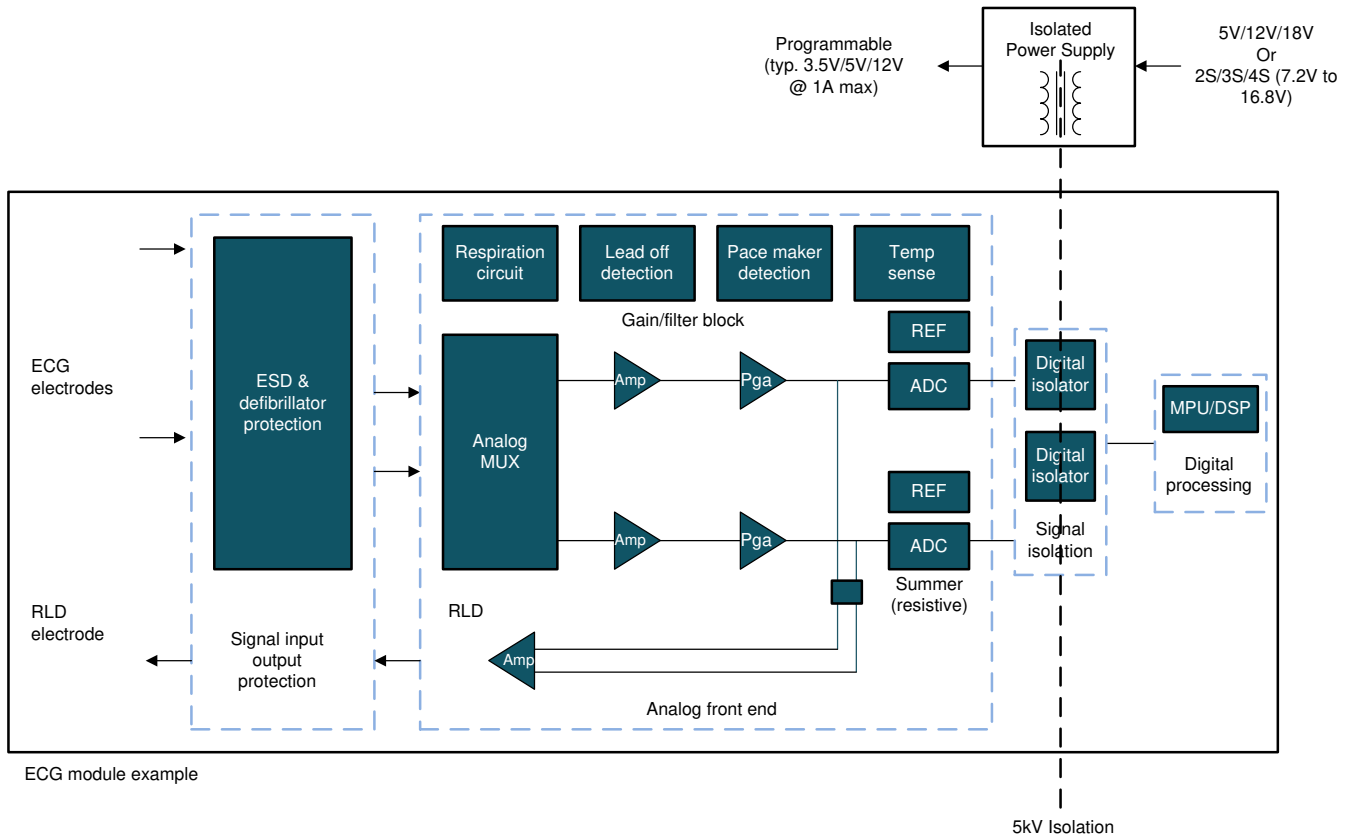 Isolated
Power Supply
Programmable
(typ. 3.5V/5V/12V
@ 1A max)
5V/12V/18V
Or
2S/3S/4S (7.2V to
16.8V)
Respiration
circuit
Lead off
detection
Pace maker
detection
Temp
sense
Gain/filter block
REF
ECG
electrodes
ESD &
defibrillator
protection
Analog
MUX
Amp
Pga
ADC
Digital
isolator
MPU/DSP
Digital
isolator
Digital
processing
REF
Amp
Pga
ADC
Signal
isolation
Summer
(resistive)
RLD
electrode
RLD
Signal input
output
protection
Amp
Analog front end
ECG module example
5kV Isolation